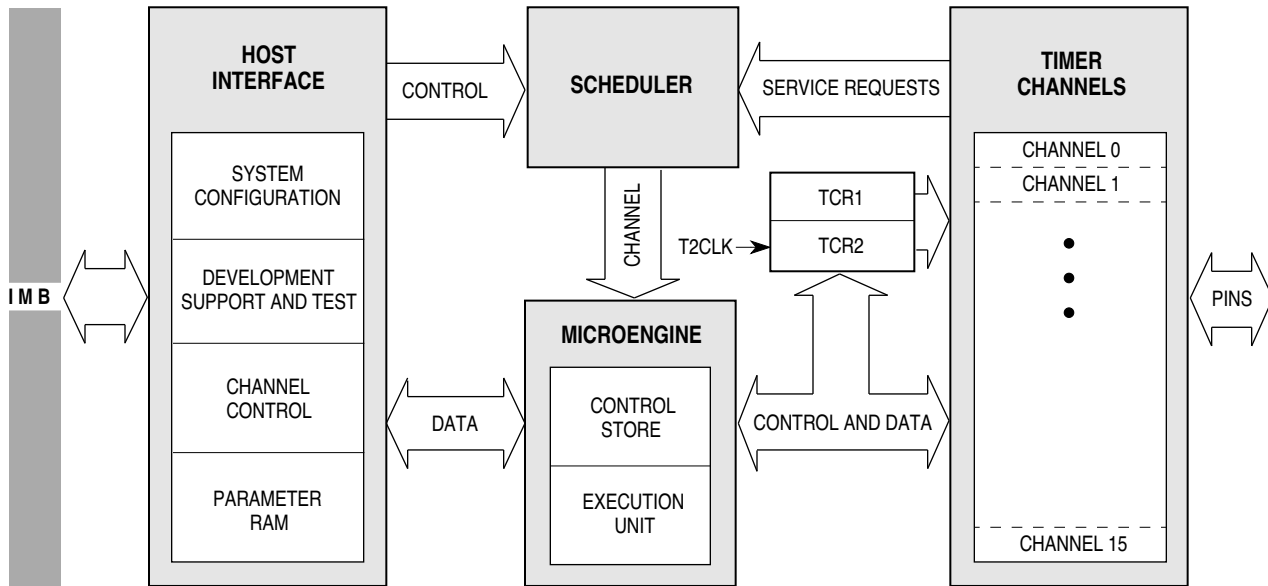 IMB
HOST
INTERFACE
SYSTEM
CONFIGURATION
DEVELOPMENT
SUPPORT AND TEST
CHANNEL
CONTROL
PARAMETER
RAM
CONTROL
DATA
SCHEDULER
CHANNEL
MICROENGINE
CONTROL
STORE
EXECUTION
UNIT
SERVICE REQUESTS
TCR1
T2CLK
TCR2
CONTROL AND DATA
TIMER
CHANNELS
CHANNEL 0
CHANNEL 1
CHANNEL 15
PINS